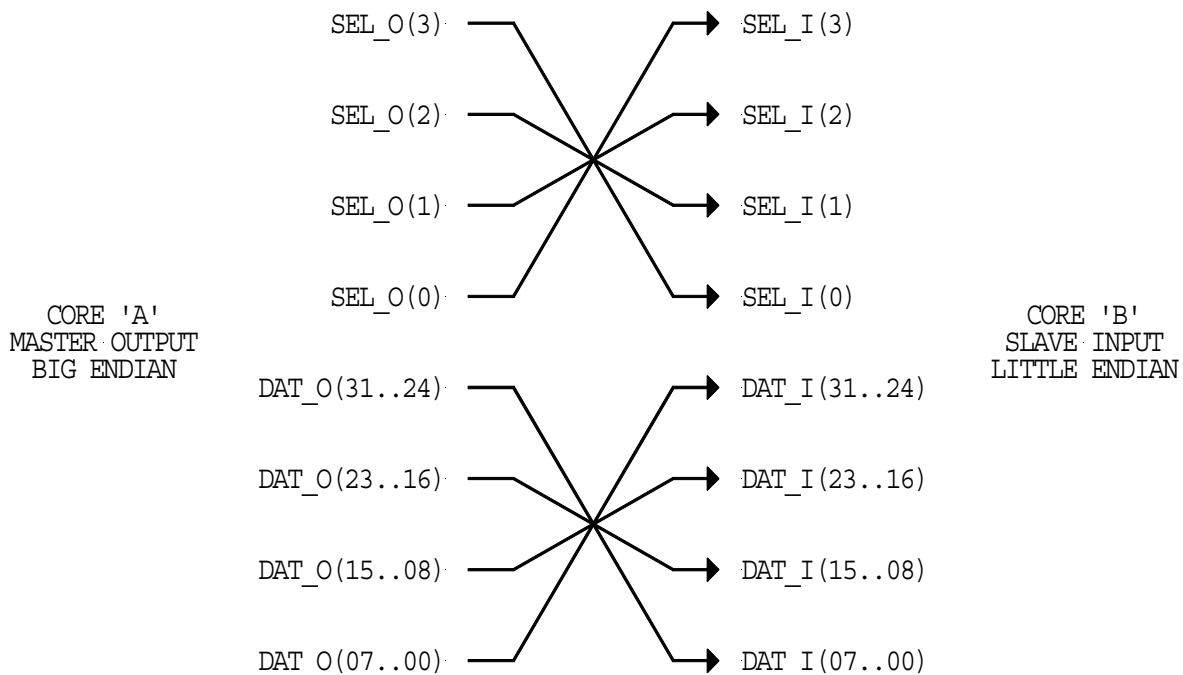 SEL_O(3) SEL_I(3)
SEL_O(2) SEL_I(2)
SEL_O(1) SEL_I(1)
SEL_O(0) SEL_I(0)
CORE 'A'
MASTER OUTPUT
BIG ENDIAN
CORE 'B'
SLAVE INPUT
LITTLE ENDIAN
DAT_O(31..24) DAT_I(31..24)
DAT_O(23..16) DAT_I(23..16)
DAT_O(15..08) DAT_I(15..08)
DAT O(07..00) DAT I(07..00)